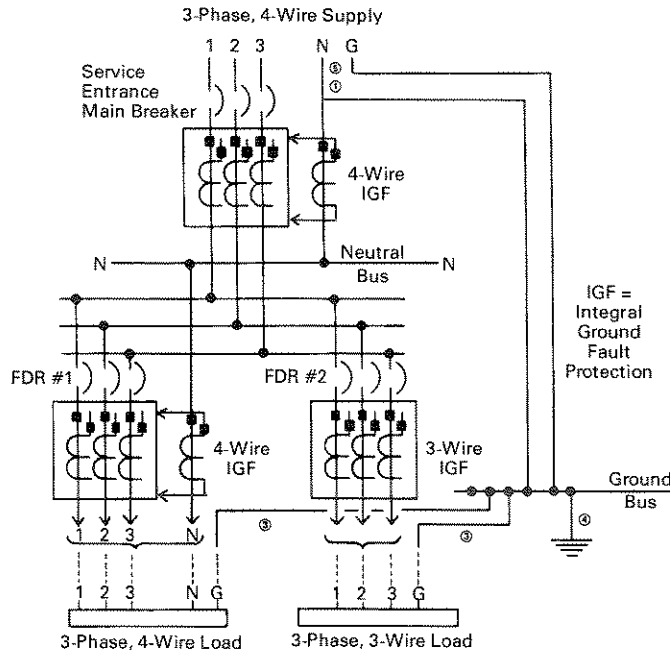 3-Phase, 4-Wire Supply
1 2 3 N G
⑤
①
Service
Entrance
Main Breaker
4-Wire
IGF
Neutral
Bus
N N
IGF =
Integral
Ground
Fault
Protection
FDR #1
FDR #2
4-Wire
IGF
3-Wire
IGF
Ground
Bus
③
③
④
1 2 3 N
1 2 3 N G
1 2 3 G
3-Phase, 4-Wire Load
3-Phase, 3-Wire Load